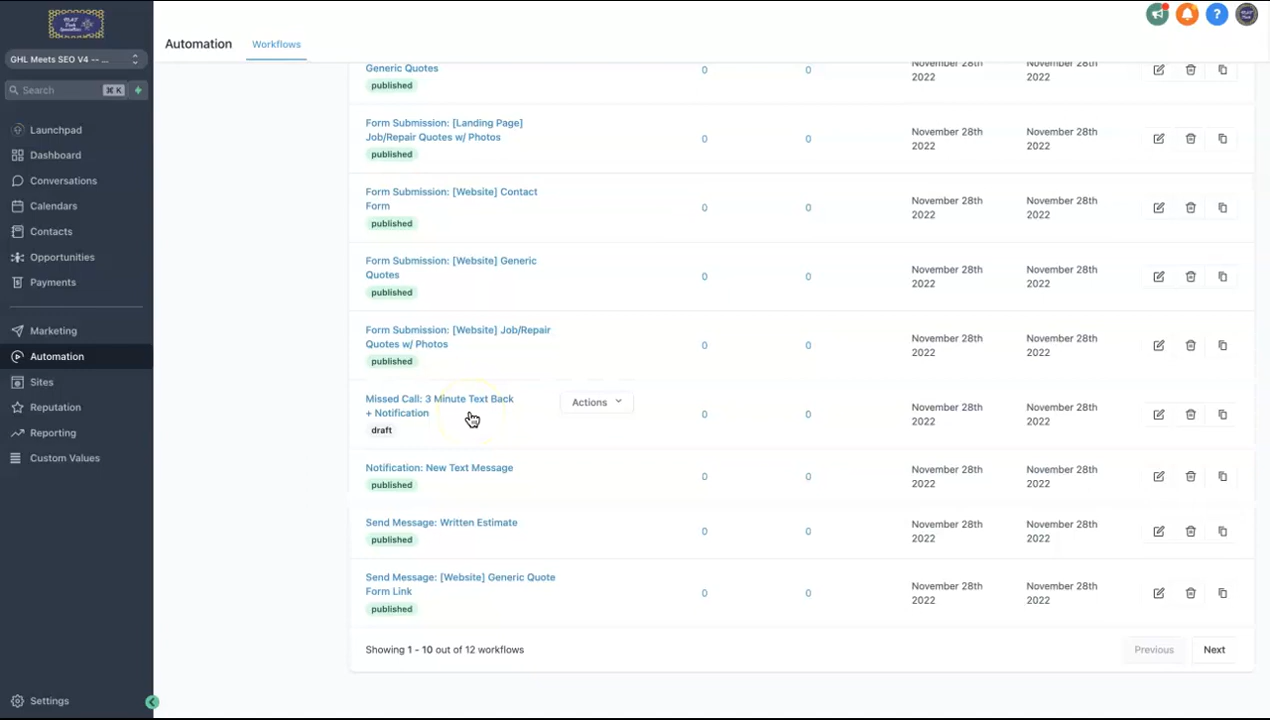 GHL Meets SEO V4 -- ...
Search
⌘ K
Launchpad
Dashboard
Conversations
Calendars
Contacts
Opportunities
Payments
Marketing
Automation
Sites
Reputation
Reporting
Custom Values
Settings
Automation
Workflows
Generic Quotes
published
0
0
November 28th
2022
November 28th
2022
Form Submission: [Landing Page]
Job/Repair Quotes w/ Photos
published
0
0
November 28th
2022
November 28th
2022
Form Submission: [Website] Contact
Form
published
0
0
November 28th
2022
November 28th
2022
Form Submission: [Website] Generic
Quotes
published
0
0
November 28th
2022
November 28th
2022
Form Submission: [Website] Job/Repair
Quotes w/ Photos
published
0
0
November 28th
2022
November 28th
2022
Missed Call: 3 Minute Text Back
+ Notification
draft
Actions
0
0
November 28th
2022
November 28th
2022
Notification: New Text Message
published
0
0
November 28th
2022
November 28th
2022
Send Message: Written Estimate
published
0
0
November 28th
2022
November 28th
2022
Send Message: [Website] Generic Quote
Form Link
published
0
0
November 28th
2022
November 28th
2022
Showing 1 - 10 out of 12 workflows
Previous
Next